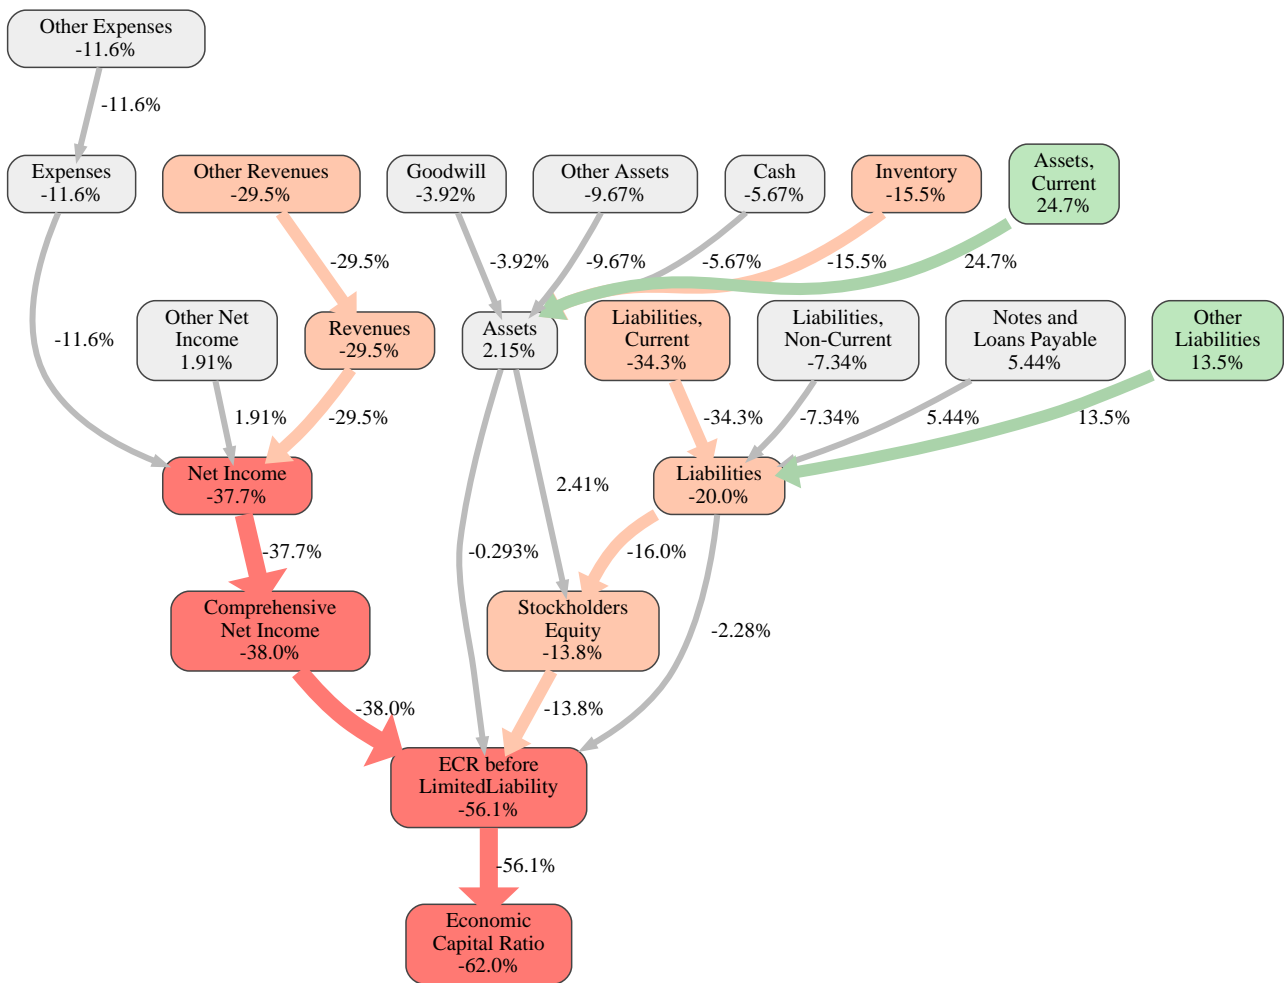 Other Expenses
-11.6%
-11.6%
Expenses
-11.6%
Other Revenues
-29.5%
Goodwill
-3.92%
Other Assets
-9.67%
Cash
-5.67%
Inventory
-15.5%
Assets,
Current
24.7%
-29.5%
-3.92%
-9.67%
-5.67%
-15.5%
24.7%
-11.6%
Other Net
Income
1.91%
Revenues
-29.5%
Assets
2.15%
Liabilities,
Current
-34.3%
Liabilities,
Non-Current
-7.34%
Notes and
Loans Payable
5.44%
Other
Liabilities
13.5%
1.91%
-29.5%
-34.3%
-7.34%
5.44%
13.5%
Net Income
-37.7%
2.41%
Liabilities
-20.0%
-37.7%
-0.293%
-16.0%
Comprehensive
Net Income
-38.0%
Stockholders
Equity
-13.8%
-2.28%
-38.0%
-13.8%
ECR before
LimitedLiability
-56.1%
-56.1%
Economic
Capital Ratio
-62.0%